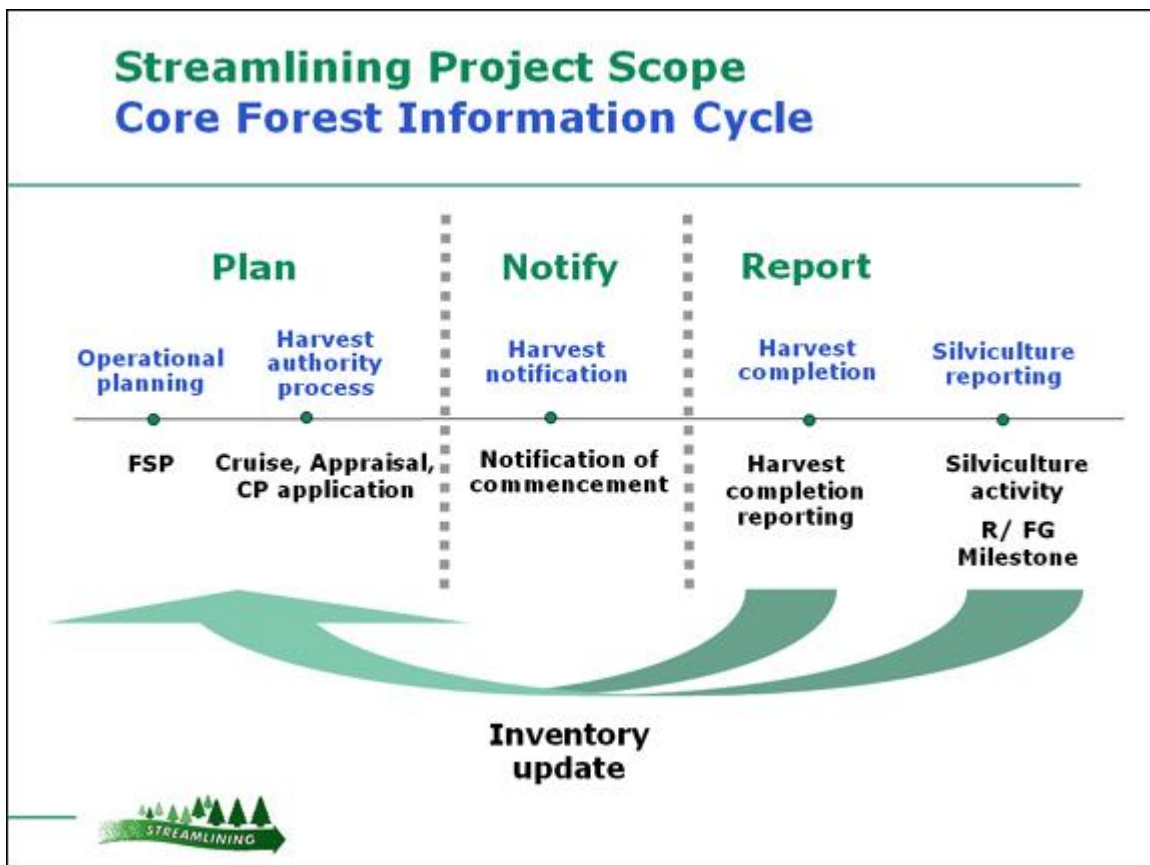 Streamlining Project Scope
Core Forest Information Cycle
Plan
Notify
Report
Operational
planning
Harvest
authority
process
Harvest
notification
Harvest
completion
Silviculture
reporting
FSP
Cruise, Appraisal,
CP application
Notification of
commencement
Harvest
completion
reporting
Silviculture
activity
R/ FG
Milestone
Inventory
update
STREAMLINING